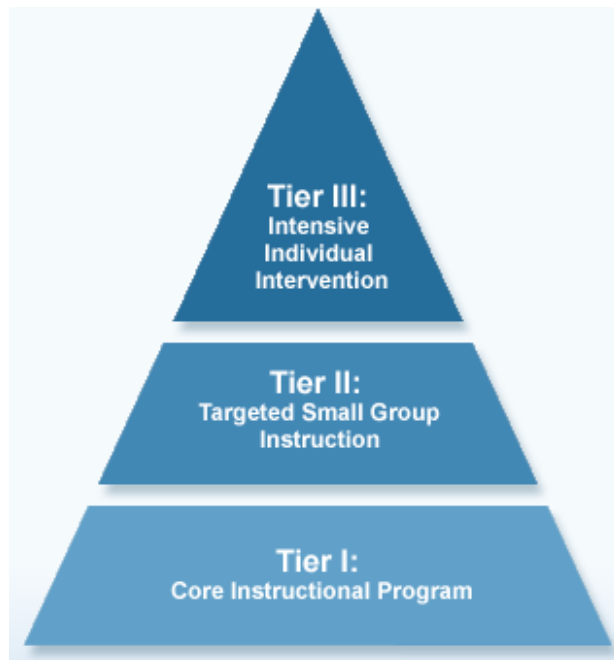 Tier III:
Intensive
Individual
Intervention
Tier II:
Targeted Small Group
Instruction
Tier I:
Core Instructional Program